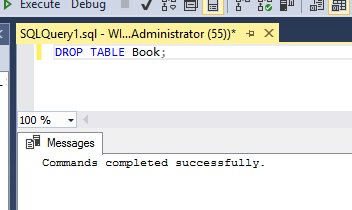 Execute Debug
SQLQuery1.sql - WI...Administrator (55))*
DROP TABLE Book;
100 %
Messages
Commands completed successfully.